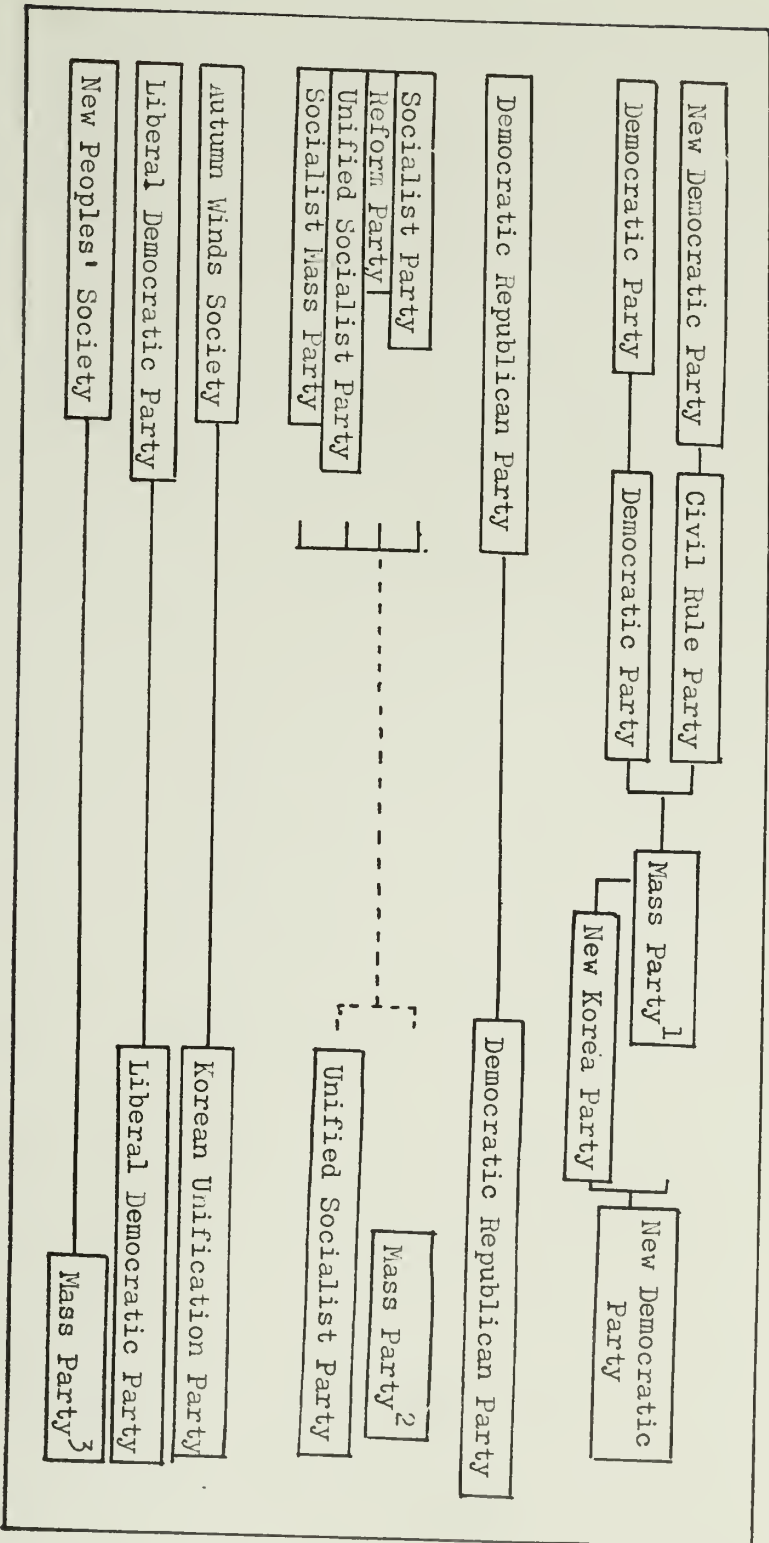 New Democratic Party
Civil Rule Party
Democratic Party
Democratic Party
Mass Party1
New Korea Party
New Democratic
Party
Democratic Republican Party
Democratic Republican Party
Socialist Party
Reform Party
Unified Socialist Party
Socialist Mass Party
Mass Party2
Unified Socialist Party
Autumn Winds Society
Korean Unification Party
Liberal Democratic Party
Liberal Democratic Party
New Peoples' Society
Mass Party3